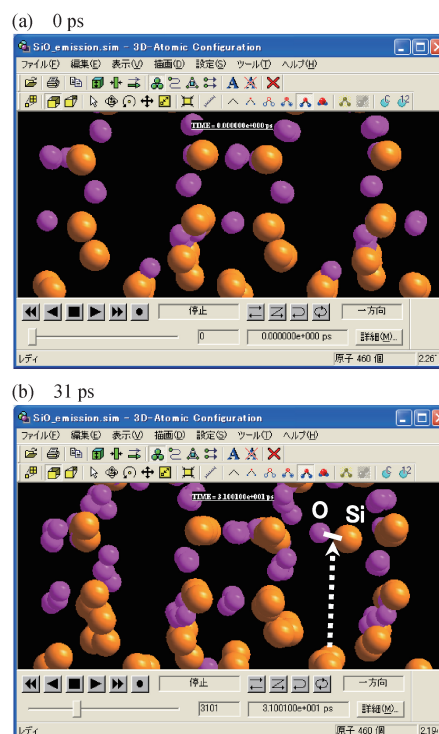 (a) 0 ps
SiO_emission.sim - 3D-Atomic Configuration
ファイル(F) 編集(E) 表示(V) 描画(D) 設定(S) ツール(T) ヘルプ(H)
A A
TIME = 0.000000e+000 ps
停止 一方向
0 0.000000e+000 ps 詳細(M)...
レディ 原子 460 個 2.26
(b) 31 ps
SiO_emission.sim - 3D-Atomic Configuration
ファイル(F) 編集(E) 表示(V) 描画(D) 設定(S) ツール(T) ヘルプ(H)
A A
TIME = 3.100100e+001 ps
O Si
停止 一方向
3101 3.100100e+001 ps 詳細(M)...
レディ 原子 460 個 2.194